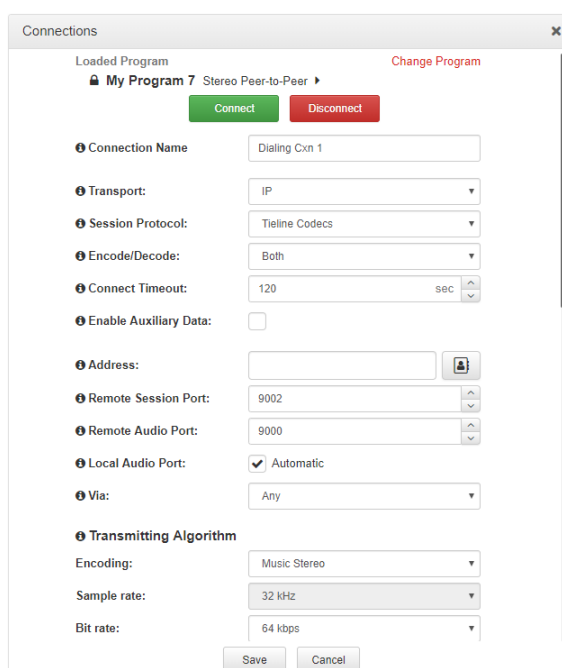 Connections
Loaded Program Change Program
My Program 7 Stereo Peer-to-Peer
Connect Disconnect
Connection Name Dialing Cxn 1
Transport: IP
Session Protocol: Tieline Codecs
Encode/Decode: Both
Connect Timeout: 120 sec
Enable Auxiliary Data:
Address:
Remote Session Port: 9002
Remote Audio Port: 9000
Local Audio Port: Automatic
Via: Any
Transmitting Algorithm
Encoding: Music Stereo
Sample rate: 32 kHz
Bit rate: 64 kbps
Save Cancel